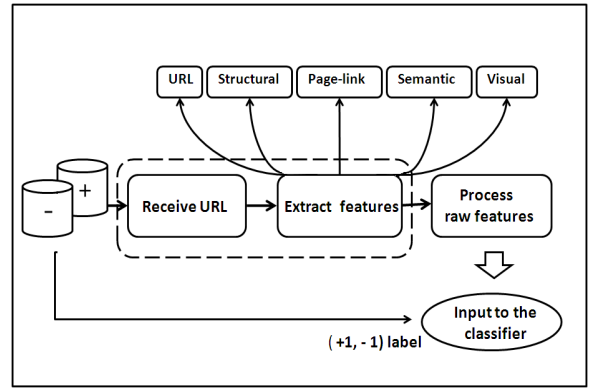 URL
Structural
Page-link
Semantic
Visual
+
-
Receive URL
Extract features
Process
raw features
Input to the
classifier
( +1, - 1) label